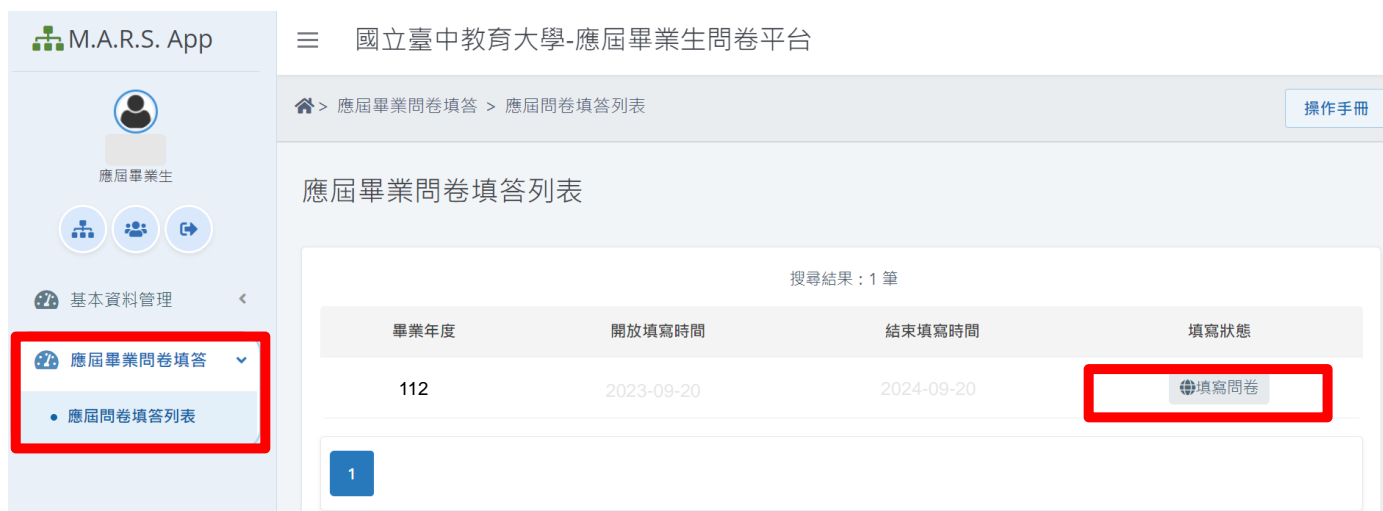 M.A.R.S. App
國立臺中教育大學-應屆畢業生問卷平台
> 應屆畢業問卷填答 > 應屆問卷填答列表
操作手冊
應屆畢業生
應屆畢業問卷填答列表
搜尋結果：1 筆
基本資料管理
畢業年度 開放填寫時間 結束填寫時間 填寫狀態
應屆畢業問卷填答
112 2023-09-20 2024-09-20 填寫問卷
應屆問卷填答列表
1